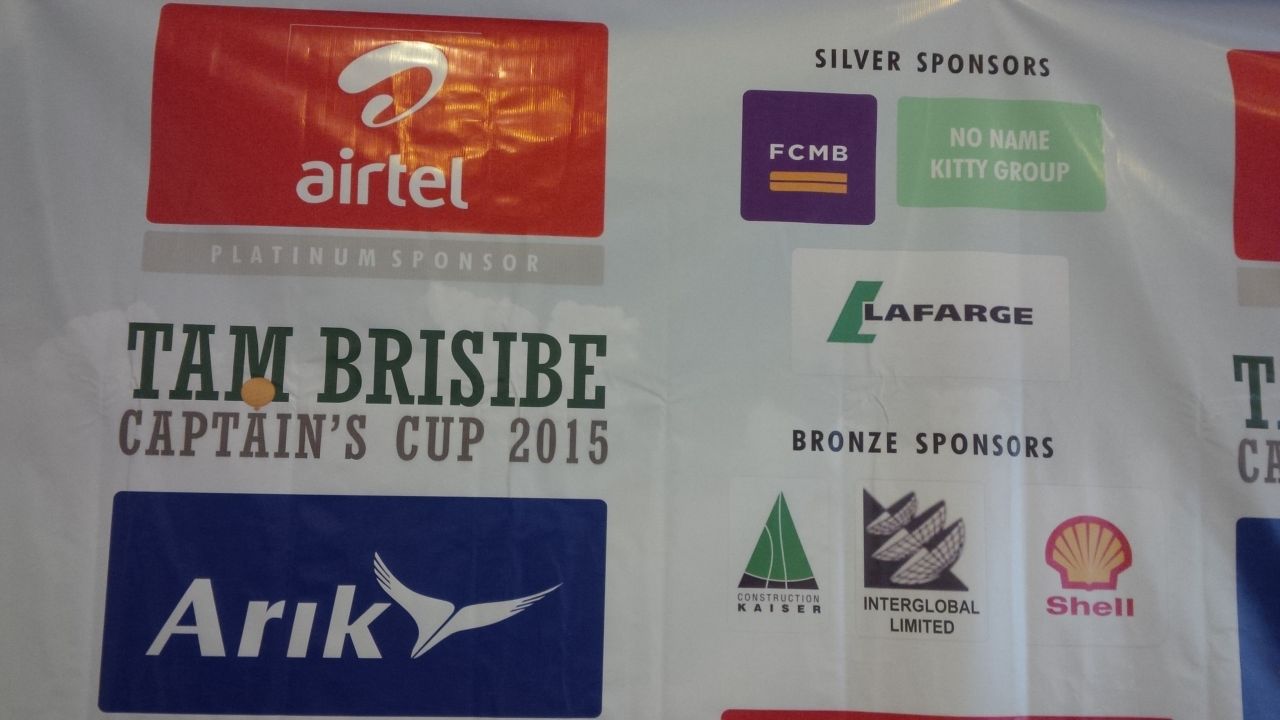 airtel
PLATINUM SPONSOR
TAM BRISIBE
CAPTAIN'S CUP 2015
Arik
SILVER SPONSORS
FCMB
NO NAME
KITTY GROUP
LAFARGE
BRONZE SPONSORS
CONSTRUCTION
KAISER
INTERGLOBAL
LIMITED
Shell
T
CA